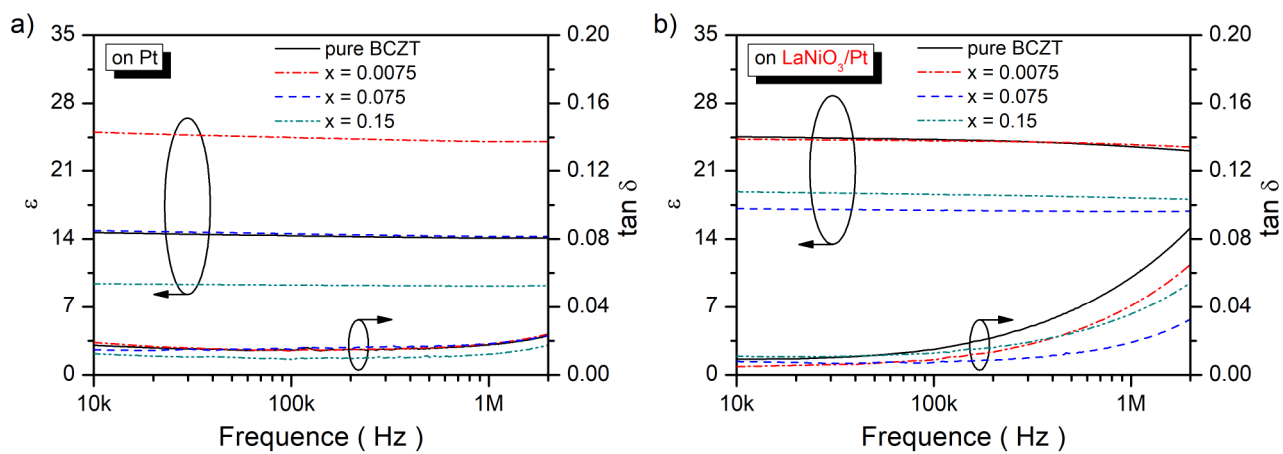 a)
on Pt
pure BCZT
x = 0.0075
x = 0.075
x = 0.15
35
28
21
14
7
0
ε
0.20
0.16
0.12
0.08
0.04
0.00
tan δ
10k
100k
1M
Frequence ( Hz )
b)
on LaNiO₃/Pt
pure BCZT
x = 0.0075
x = 0.075
x = 0.15
35
28
21
14
7
0
ε
0.20
0.16
0.12
0.08
0.04
0.00
tan δ
10k
100k
1M
Frequence ( Hz )